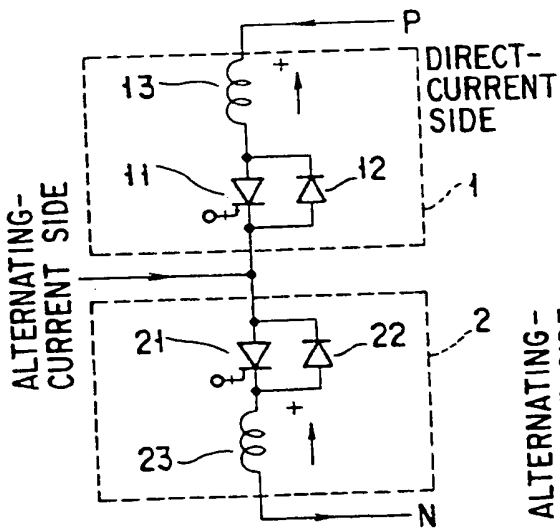 P
DIRECT-
CURRENT
SIDE
13
+
11
12
1
+
ALTERNATING-
CURRENT SIDE
21
22
2
+
+
23
N
ALTERNATING-